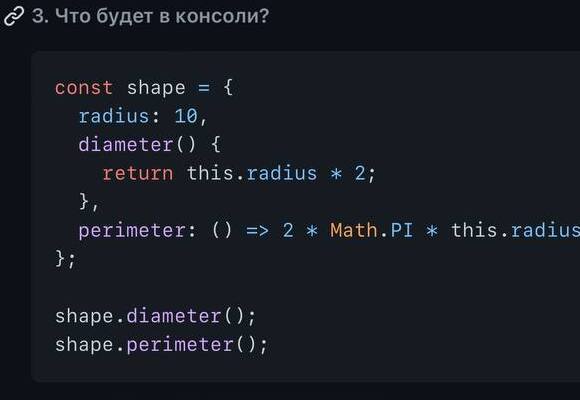 3. Что будет в консоли?
const shape = {
  radius: 10,
  diameter() {
    return this.radius * 2;
  },
  perimeter: () => 2 * Math.PI * this.radius
};
shape.diameter();
shape.perimeter();